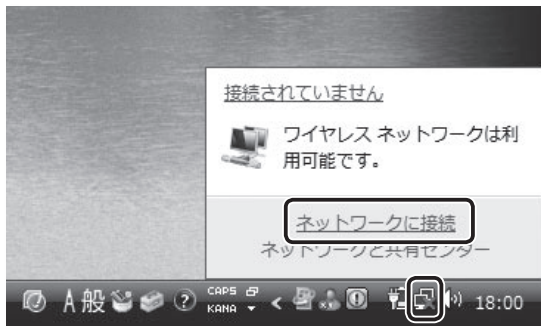 接続されていません
ワイヤレス ネットワークは利
用可能です。
ネットワークに接続
ネットワークと共有センター
A 般 CAPS KANA 18:00